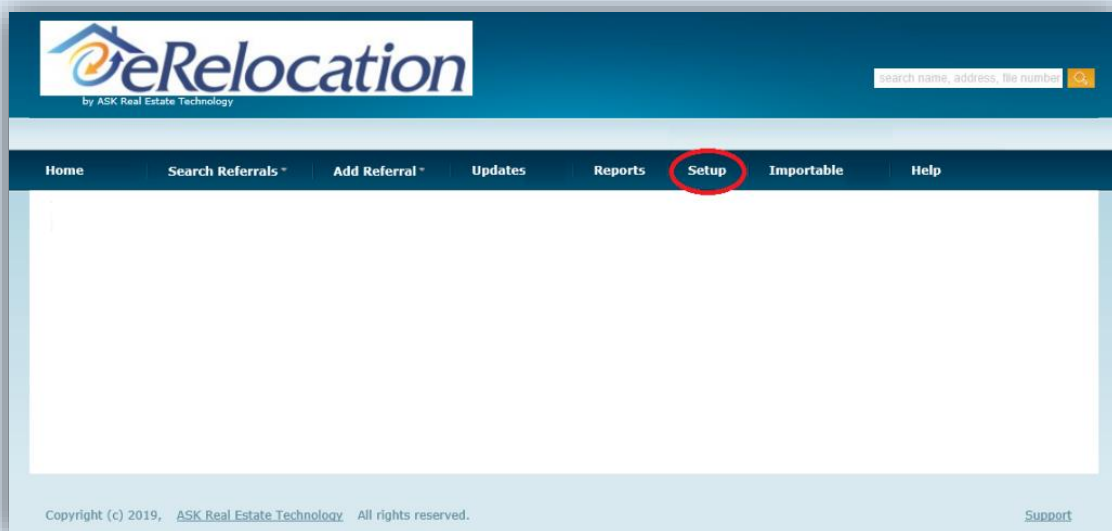 eRelocation
by ASK Real Estate Technology
search name, address, file number
Home Search Referrals Add Referral Updates Reports Setup Importable Help
Copyright (c) 2019, ASK Real Estate Technology All rights reserved. Support